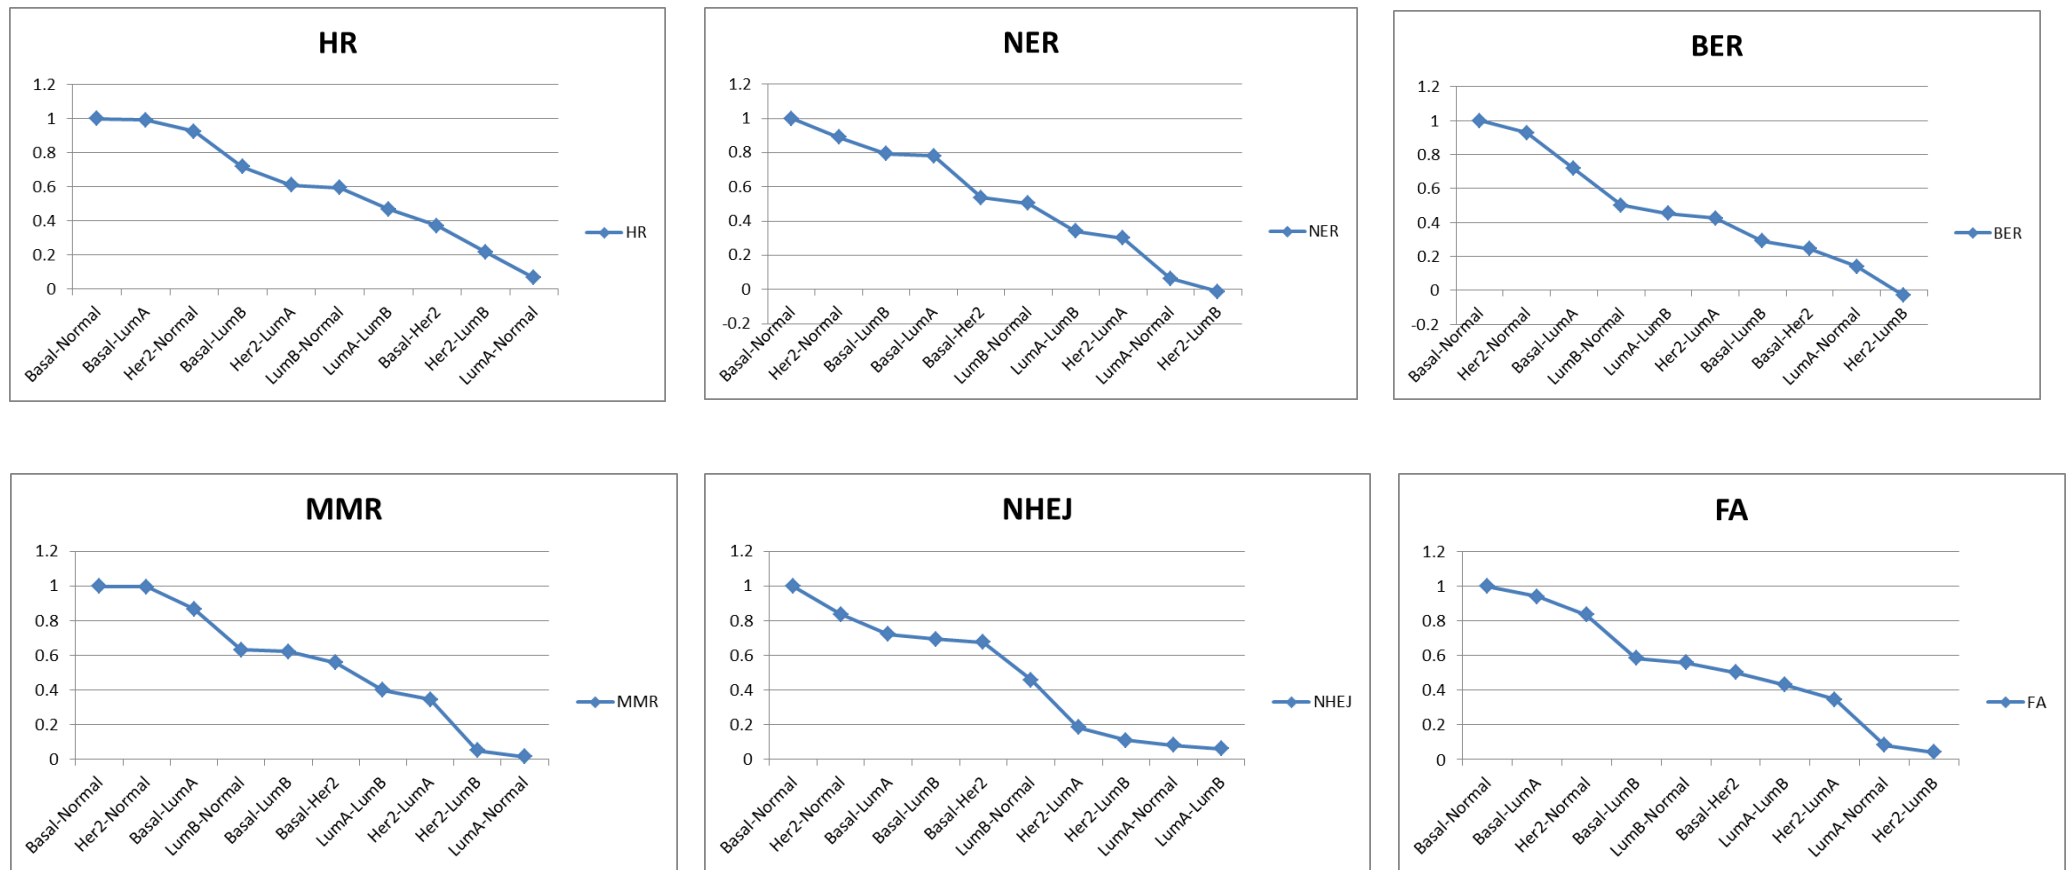 HR
1.2
1
0.8
0.6
0.4
0.2
0
Basal-Normal
Basal-LumA
Her2-Normal
Basal-LumB
Her2-LumA
LumB-Normal
LumA-LumB
Basal-Her2
Her2-LumB
LumA-Normal
HR
NER
1.2
1
0.8
0.6
0.4
0.2
0
-0.2
Basal-Normal
Her2-Normal
Basal-LumB
Basal-LumA
Basal-Her2
LumB-Normal
LumA-LumB
Her2-LumA
LumA-Normal
Her2-LumB
NER
BER
1.2
1
0.8
0.6
0.4
0.2
0
-0.2
Basal-Normal
Her2-Normal
Basal-LumA
LumB-Normal
LumA-LumB
Her2-LumA
Basal-LumB
Basal-Her2
LumA-Normal
Her2-LumB
BER
MMR
1.2
1
0.8
0.6
0.4
0.2
0
Basal-Normal
Her2-Normal
Basal-LumA
LumB-Normal
Basal-LumB
Basal-Her2
LumA-LumB
Her2-LumA
Her2-LumB
LumA-Normal
MMR
NHEJ
1.2
1
0.8
0.6
0.4
0.2
0
Basal-Normal
Her2-Normal
Basal-LumA
Basal-LumB
Basal-Her2
LumB-Normal
Her2-LumA
Her2-LumB
LumA-Normal
LumA-LumB
NHEJ
FA
1.2
1
0.8
0.6
0.4
0.2
0
Basal-Normal
Basal-LumA
Her2-Normal
Basal-LumB
LumB-Normal
Basal-Her2
LumA-LumB
Her2-LumA
LumA-Normal
Her2-LumB
FA